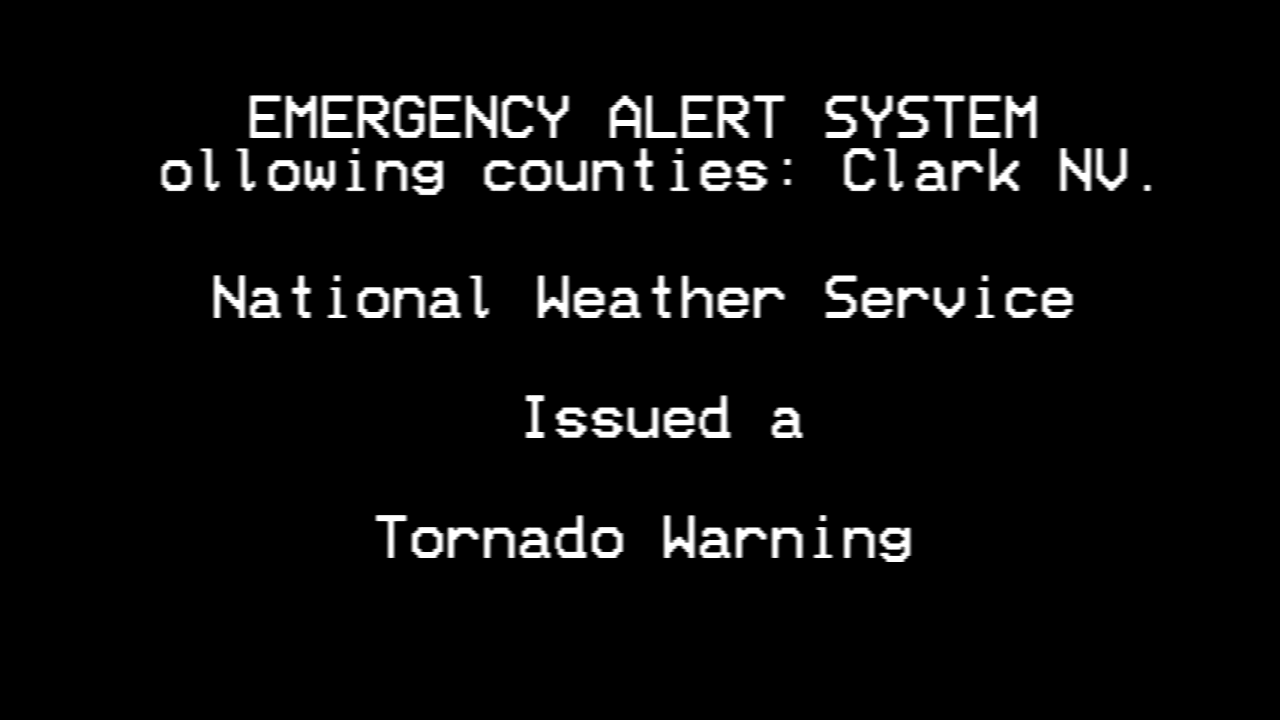 EMERGENCY ALERT SYSTEM
ollowing counties: Clark NV.
National Weather Service
Issued a
Tornado Warning